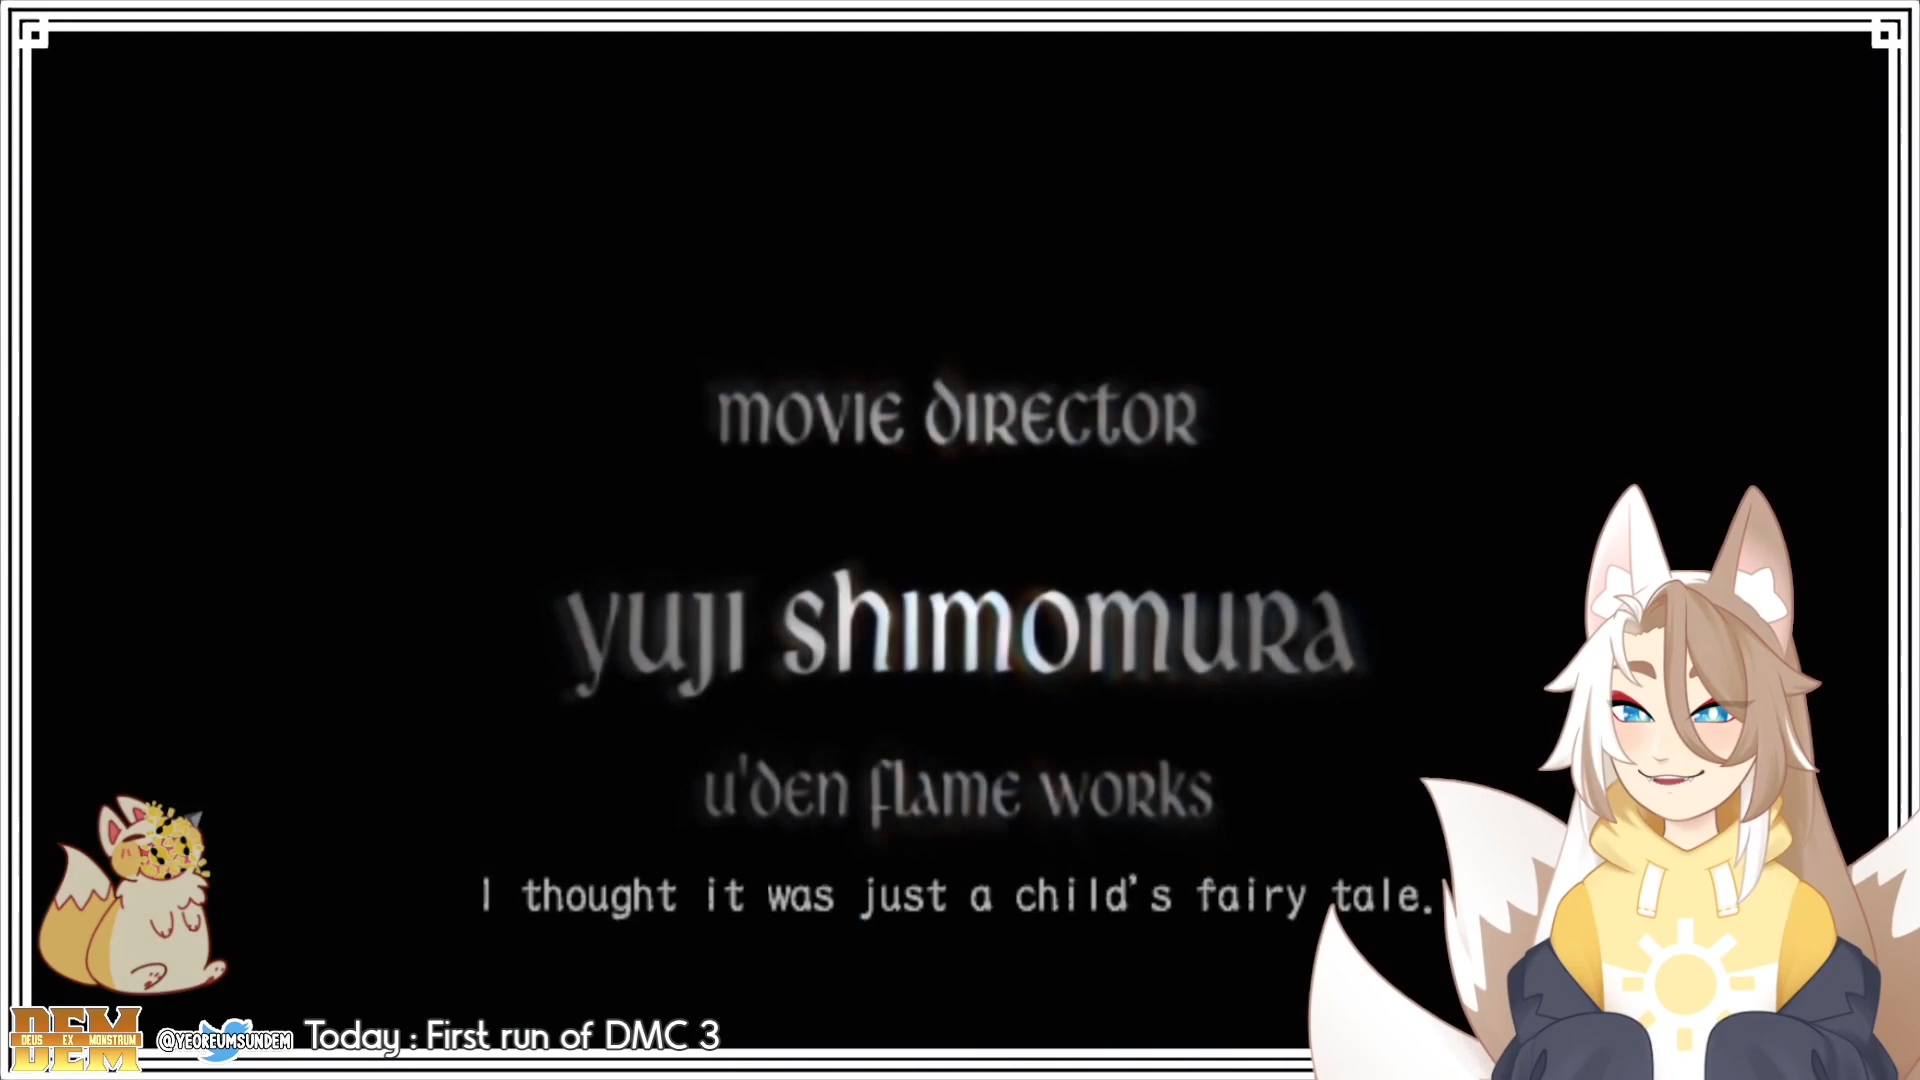 movie director
yuji shimomura
u'den flame works
I thought it was just a child's fairy tale.
DEM
DEUS EX MONSTRUM
DEM
@YEOREUMSUNDEM
Today : First run of DMC 3